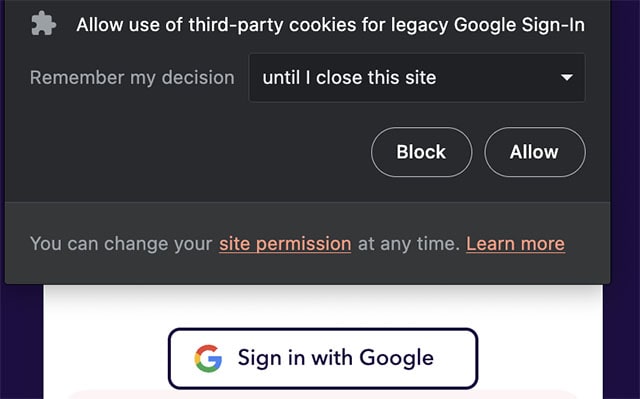 Allow use of third-party cookies for legacy Google Sign-In
Remember my decision until I close this site
Block Allow
You can change your site permission at any time. Learn more
Sign in with Google